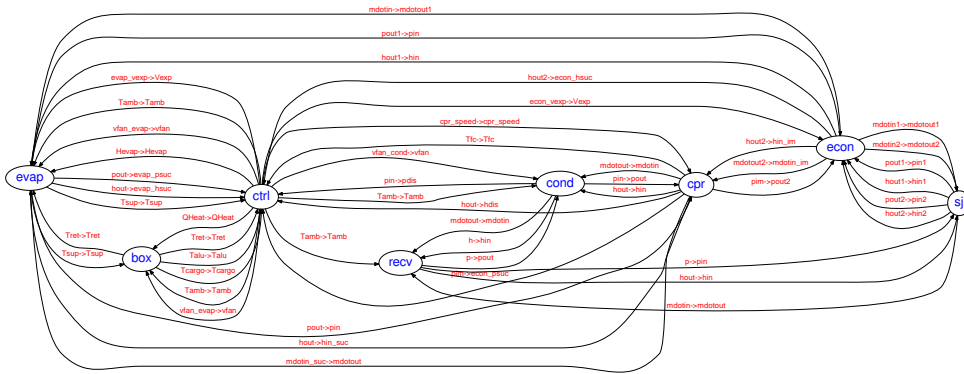 mdotin->mdotout1
pout1->pin
hout1->hin
evap_vexp->Vexp
hout2->econ_hsuc
Tamb->Tamb
econ_vexp->Vexp
vfan_evap->vfan
cpr_speed->cpr_speed
mdotin1->mdotout1
Hevap->Hevap
Tfc->Tfc
hout2->hin_im
mdotin2->mdotout2
econ
vfan_cond->vfan
mdotout->mdotin
mdotout2->mdotin_im
pout1->pin1
evap
pout->evap_psuc
pin->pdis
cond
pin->pout
cpr
pim->pout2
hout1->hin1
hout->evap_hsuc
ctrl
Tamb->Tamb
hout->hin
pout2->pin2
sj
Tsup->Tsup
hout->hdis
hout2->hin2
QHeat->QHeat
mdotout->mdotin
Tret->Tret
Tret->Tret
Tamb->Tamb
h->hin
Tsup->Tsup
box
Talu->Talu
recv
p->pout
p->pin
Tcargo->Tcargo
pim->econ_psuc
hout->hin
Tamb->Tamb
vfan_evap->vfan
mdotin->mdotout
pout->pin
hout->hin_suc
mdotin_suc->mdotout